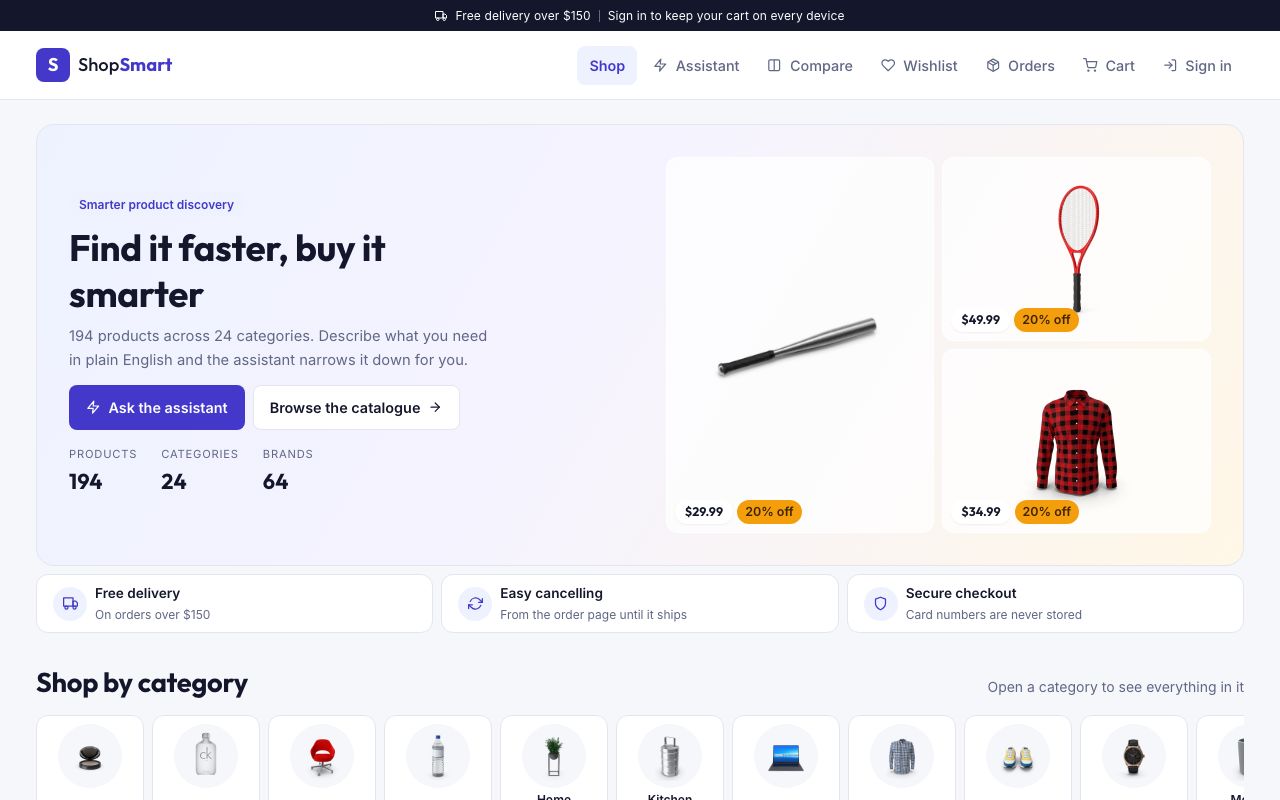 Free delivery over $150 | Sign in to keep your cart on every device
S ShopSmart
Shop Assistant Compare Wishlist Orders Cart Sign in
Smarter product discovery
Find it faster, buy it
smarter
194 products across 24 categories. Describe what you need
in plain English and the assistant narrows it down for you.
Ask the assistant
Browse the catalogue →
PRODUCTS CATEGORIES BRANDS
194 24 64
$29.99 20% off
$49.99 20% off
$34.99 20% off
Free delivery
On orders over $150
Easy cancelling
From the order page until it ships
Secure checkout
Card numbers are never stored
Shop by category
Open a category to see everything in it
ck
Home
Kitchen